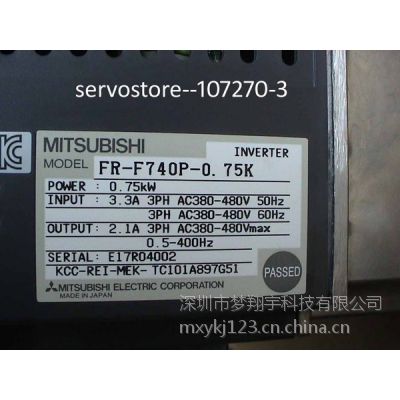 servostore--107270-3
MITSUBISHI
INVERTER
MODEL FR-F740P-0.75K
POWER : 0.75kW
INPUT : 3.3A 3PH AC380-480V 50Hz
3.3A 3PH AC380-480V 60Hz
OUTPUT: 2.1A 3PH AC380-480Vmax
0.5-400Hz
SERIAL: E17R04002
KCC-REI-MEK-TC101A897G51
PASSED
MITSUBISHI ELECTRIC CORPORATION
MADE IN JAPAN
深圳市梦翔宇科技有限公司
mxykj123.cn.china.cn